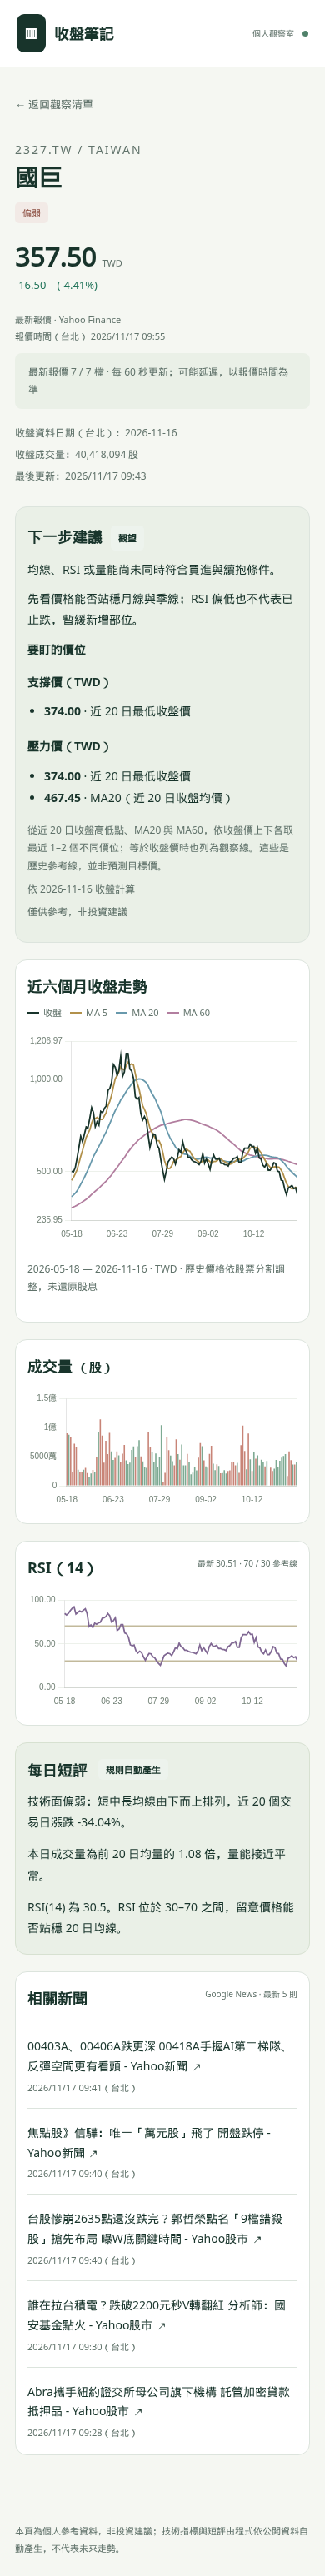 收盤筆記
個人觀察室
← 返回觀察清單
2327.TW / TAIWAN
國巨
偏弱
357.50 TWD
-16.50 (-4.41%)
最新報價 · Yahoo Finance
報價時間（台北） 2026/11/17 09:55
最新報價 7 / 7 檔 · 每 60 秒更新；可能延遲，以報價時間為
準
收盤資料日期（台北）：2026-11-16
收盤成交量：40,418,094 股
最後更新：2026/11/17 09:43
下一步建議 觀望
均線、RSI 或量能尚未同時符合買進與續抱條件。
先看價格能否站穩月線與季線；RSI 偏低也不代表已
止跌，暫緩新增部位。
要盯的價位
支撐價（TWD）
• 374.00 · 近 20 日最低收盤價
壓力價（TWD）
• 374.00 · 近 20 日最低收盤價
• 467.45 · MA20（近 20 日收盤均價）
從近 20 日收盤高低點、MA20 與 MA60，依收盤價上下各取
最近 1–2 個不同價位；等於收盤價時也列為觀察線。這些是
歷史參考線，並非預測目標價。
依 2026-11-16 收盤計算
僅供參考，非投資建議
近六個月收盤走勢
收盤 MA 5 MA 20 MA 60
1,206.97
1,000.00
500.00
235.95
05-18 06-23 07-29 09-02 10-12
2026-05-18 — 2026-11-16 · TWD · 歷史價格依股票分割調
整，未還原股息
成交量（股）
1.5億
1億
5000萬
0
05-18 06-23 07-29 09-02 10-12
RSI（14）
最新 30.51 · 70 / 30 參考線
100.00
50.00
0.00
05-18 06-23 07-29 09-02 10-12
每日短評 規則自動產生
技術面偏弱：短中長均線由下而上排列，近 20 個交
易日漲跌 -34.04%。
本日成交量為前 20 日均量的 1.08 倍，量能接近平
常。
RSI(14) 為 30.5。RSI 位於 30–70 之間，留意價格能
否站穩 20 日均線。
相關新聞
Google News · 最新 5 則
00403A、00406A跌更深 00418A手握AI第二梯隊、
反彈空間更有看頭 - Yahoo新聞 ↗
2026/11/17 09:41（台北）
焦點股》信驊：唯一「萬元股」飛了 開盤跌停 -
Yahoo新聞 ↗
2026/11/17 09:40（台北）
台股慘崩2635點還沒跌完？郭哲榮點名「9檔錯殺
股」搶先布局 曝W底關鍵時間 - Yahoo股市 ↗
2026/11/17 09:40（台北）
誰在拉台積電？跌破2200元秒V轉翻紅 分析師：國
安基金點火 - Yahoo股市 ↗
2026/11/17 09:30（台北）
Abra攜手紐約證交所母公司旗下機構 託管加密貸款
抵押品 - Yahoo股市 ↗
2026/11/17 09:28（台北）
本頁為個人參考資料，非投資建議；技術指標與短評由程式依公開資料自
動產生，不代表未來走勢。